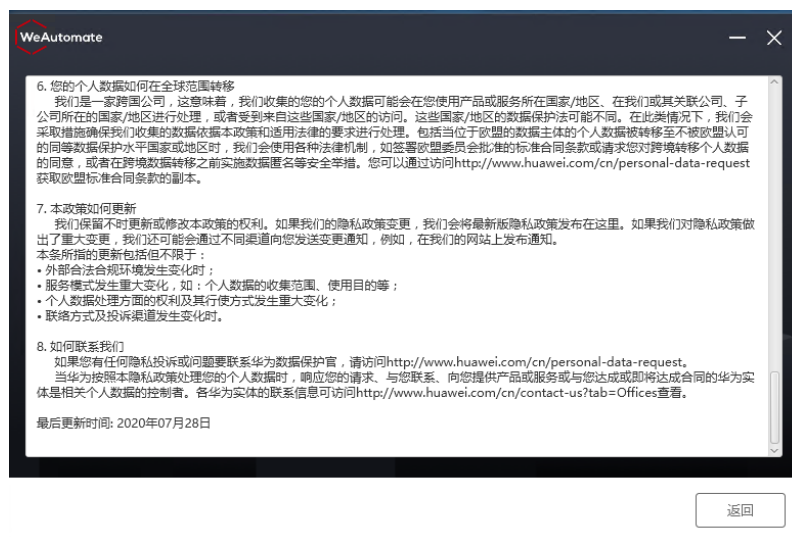 WeAutomate
6. 您的个人数据如何在全球范围转移
我们是一家跨国公司，这意味着，我们收集的您的个人数据可能会在您使用产品或服务所在国家/地区、在我们或其关联公司、子
公司所在的国家/地区进行处理，或者受到来自这些国家/地区的访问。这些国家/地区的数据保护法可能不同。在此类情况下，我们会
采取措施确保我们收集的数据依据本政策和适用法律的要求进行处理。包括当位于欧盟的数据主体的个人数据被转移至不被欧盟认可
的同等数据保护水平国家或地区时，我们会使用各种法律机制，如签署欧盟委员会批准的标准合同条款或请求您对跨境转移个人数据
的同意，或者在跨境数据转移之前实施数据匿名等安全举措。您可以通过访问http://www.huawei.com/cn/personal-data-request
获取欧盟标准合同条款的副本。
7. 本政策如何更新
我们保留不时更新或修改本政策的权利。如果我们的隐私政策变更，我们会将最新版隐私政策发布在这里。如果我们对隐私政策做
出了重大变更，我们还可能会通过不同渠道向您发送变更通知，例如，在我们的网站上发布通知。
本条所指的更新包括但不限于：
• 外部合法合规环境发生变化时；
• 服务模式发生重大变化，如：个人数据的收集范围、使用目的等；
• 个人数据处理方面的权利及其行使方式发生重大变化；
• 联络方式及投诉渠道发生变化时。
8. 如何联系我们
如果您有任何隐私投诉或问题要联系华为数据保护官，请访问http://www.huawei.com/cn/personal-data-request。
当华为按照本隐私政策处理您的个人数据时，响应您的请求、与您联系、向您提供产品或服务或与您达成或即将达成合同的华为实
体是相关个人数据的控制者。各华为实体的联系信息可访问http://www.huawei.com/cn/contact-us?tab=Offices查看。
最后更新时间: 2020年07月28日
返回